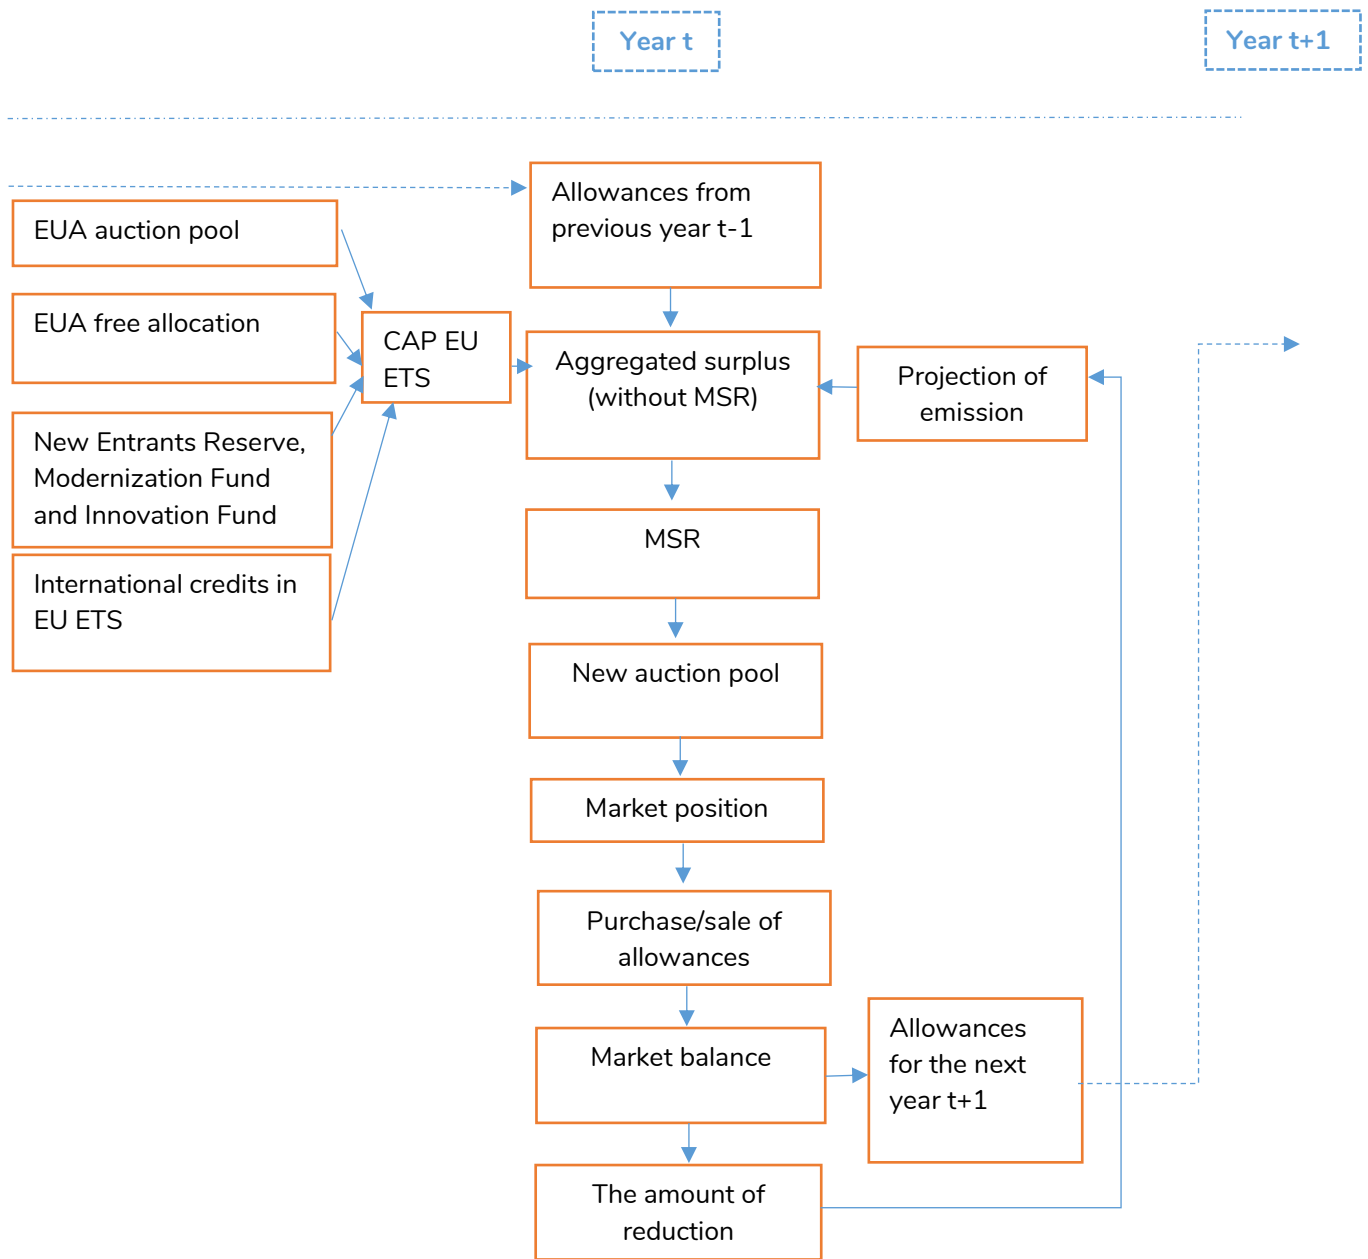 Year t
Year t+1
Allowances from
previous year t-1
EUA auction pool
EUA free allocation
CAP EU
ETS
New Entrants Reserve,
Modernization Fund
and Innovation Fund
International credits in
EU ETS
Aggregated surplus
(without MSR)
Projection of
emission
MSR
New auction pool
Market position
Purchase/sale of
allowances
Market balance
Allowances
for the next
year t+1
The amount of
reduction